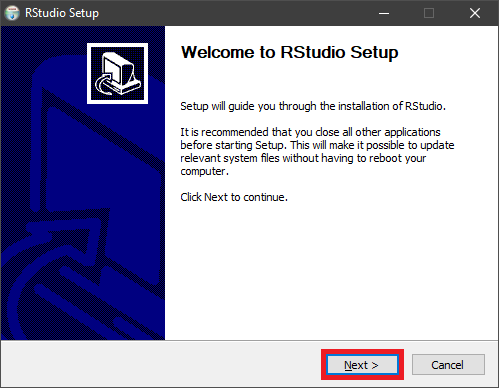 RStudio Setup
Welcome to RStudio Setup
Setup will guide you through the installation of RStudio.
It is recommended that you close all other applications
before starting Setup. This will make it possible to update
relevant system files without having to reboot your
computer.
Click Next to continue.
Next >
Cancel